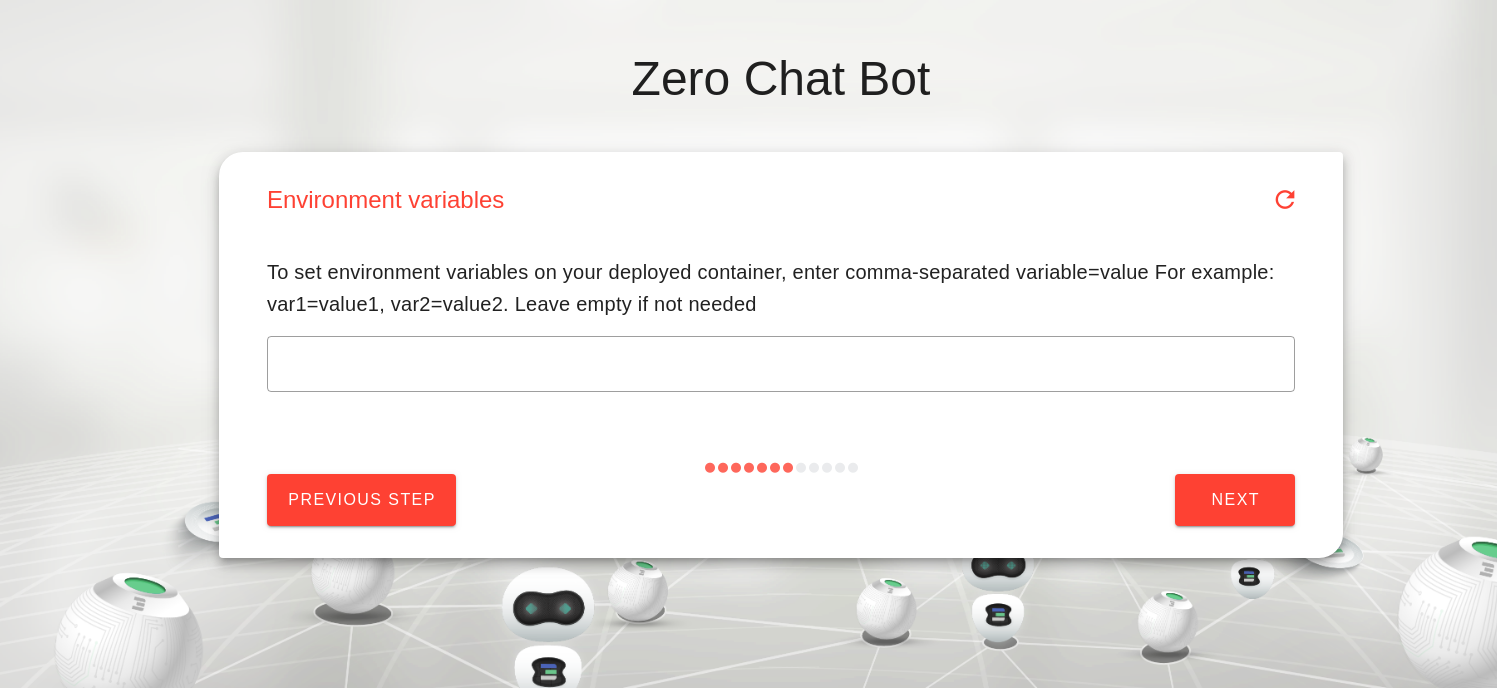 Zero Chat Bot
Environment variables
To set environment variables on your deployed container, enter comma-separated variable=value For example:
var1=value1, var2=value2. Leave empty if not needed
PREVIOUS STEP
NEXT